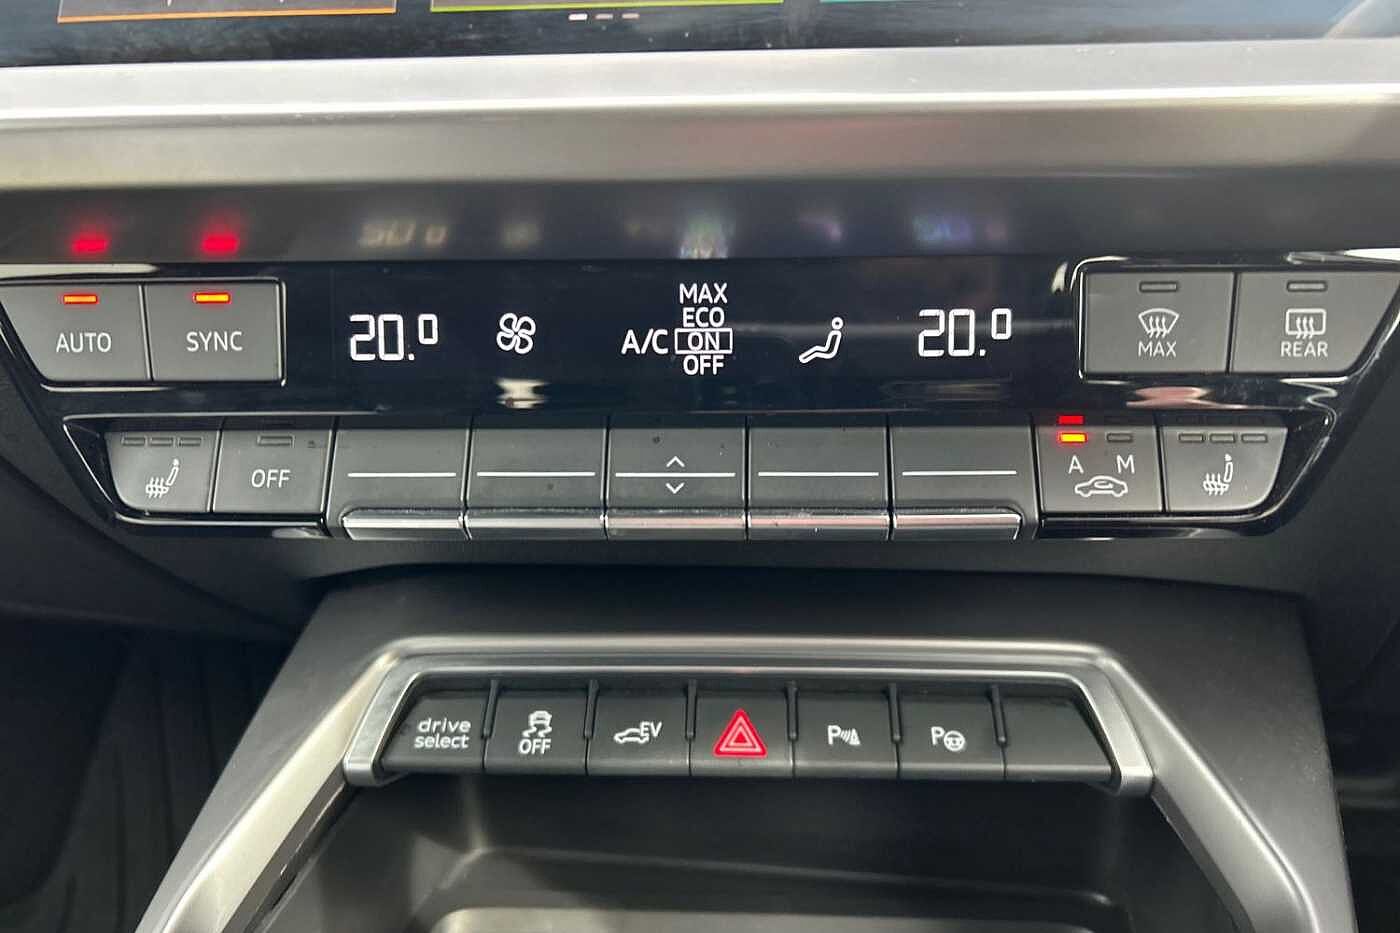 AUTO
SYNC
20.0
A/C
MAX
ECO
ON
OFF
20.0
MAX
REAR
OFF
A M
drive
select
OFF
EV
P
P